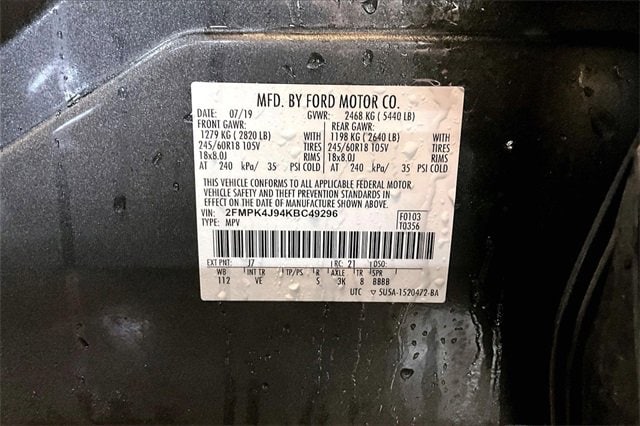 MFD. BY FORD MOTOR CO.
DATE: 07/19 GVWR: 2468 KG ( 5440 LB)
FRONT GAWR: REAR GAWR:
1279 KG ( 2820 LB) WITH 1198 KG ( 2640 LB) WITH
245/60R18 105V TIRES 245/60R18 105V TIRES
18x8.0J RIMS 18x8.0J RIMS
AT 240 kPa/ 35 PSI COLD AT 240 kPa/ 35 PSI COLD
THIS VEHICLE CONFORMS TO ALL APPLICABLE FEDERAL MOTOR
VEHICLE SAFETY AND THEFT PREVENTION STANDARDS IN
EFFECT ON THE DATE OF MANUFACTURE SHOWN ABOVE.
VIN: 2FMPK4J94KBC49296 F0103
TYPE: MPV T0356
EXT PNT: J7 RC: 21 DSO:
WB INT TR TP/PS R AXLE TR SPR
112 VE 5 3K 8 BBBB
UTC ▽ 5U5A-1520472-BA